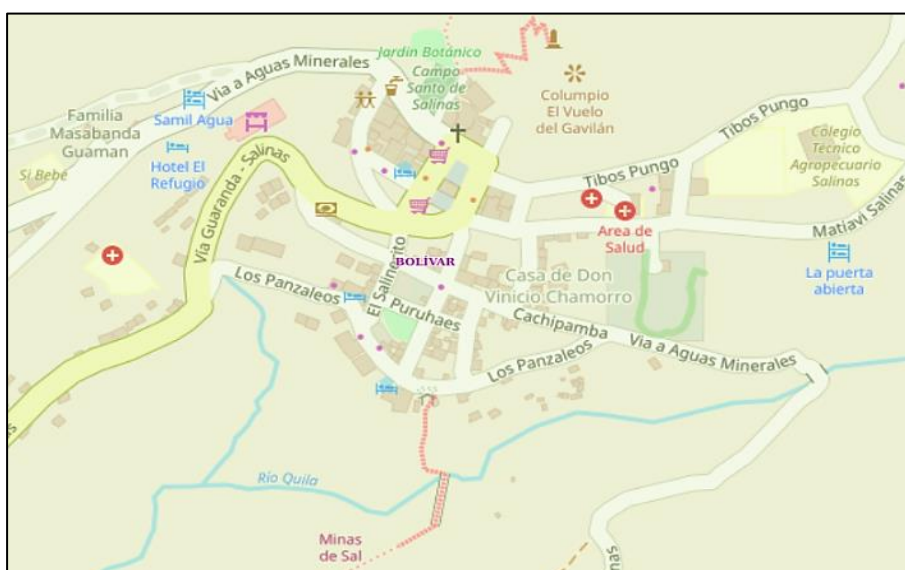 Via a Aguas Minerales
Jardín Botánico
Campo
Santo de
Salinas
Columpio
El Vuelo
del Gavilán
Familia
Masabanda
Guaman
Samil Agua
Si Bebé
Hotel El
Refugio
Tibos Pungo
Tibos Pungo
Colegio
Técnico
Agropecuario
Salinas
Vía Guaranda - Salinas
Area de
Salud
Matiavi Salinas
La puerta
abierta
BOLÍVAR
El Salinerito
Los Panzaleos
Puruhaes
Casa de Don
Vinicio Chamorro
Cachipamba
Via a Aguas Minerales
Los Panzaleos
Río Quila
Minas
de Sal